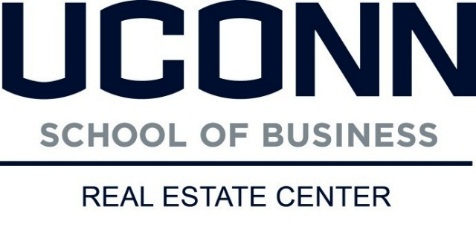 UCONN
SCHOOL OF BUSINESS
REAL ESTATE CENTER